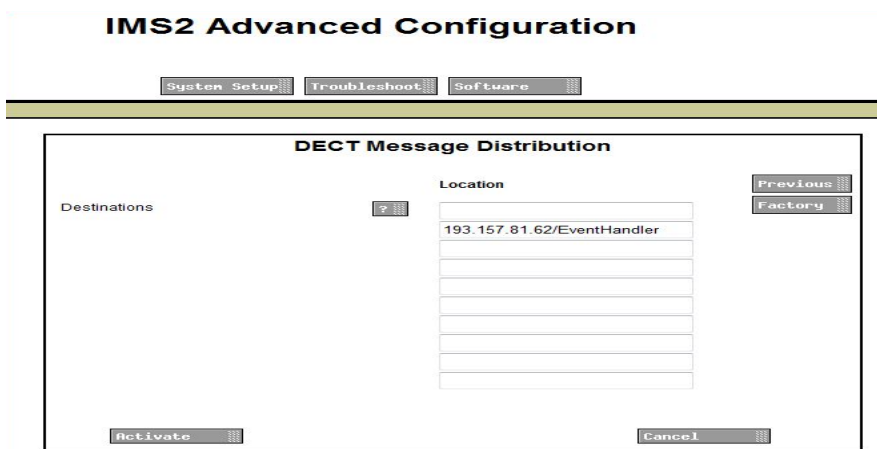 IMS2 Advanced Configuration
System Setup Troubleshoot Software
DECT Message Distribution
Location
Previous
Destinations
?
Factory
193.157.81.62/EventHandler
Activate
Cancel